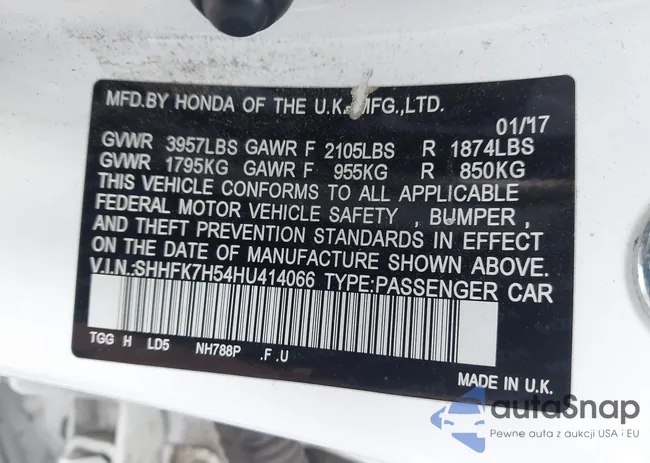 MFD.BY HONDA OF THE U.K. MFG.,LTD.
01/17
GVWR 3957LBS GAWR F 2105LBS R 1874LBS
GVWR 1795KG GAWR F 955KG R 850KG
THIS VEHICLE CONFORMS TO ALL APPLICABLE
FEDERAL MOTOR VEHICLE SAFETY , BUMPER ,
AND THEFT PREVENTION STANDARDS IN EFFECT
ON THE DATE OF MANUFACTURE SHOWN ABOVE.
V.I.N.:SHHFK7H54HU414066 TYPE:PASSENGER CAR
TGG H LD5 NH788P .F .U
MADE IN U.K.
autoSnap
Pewne auta z aukcji USA i EU